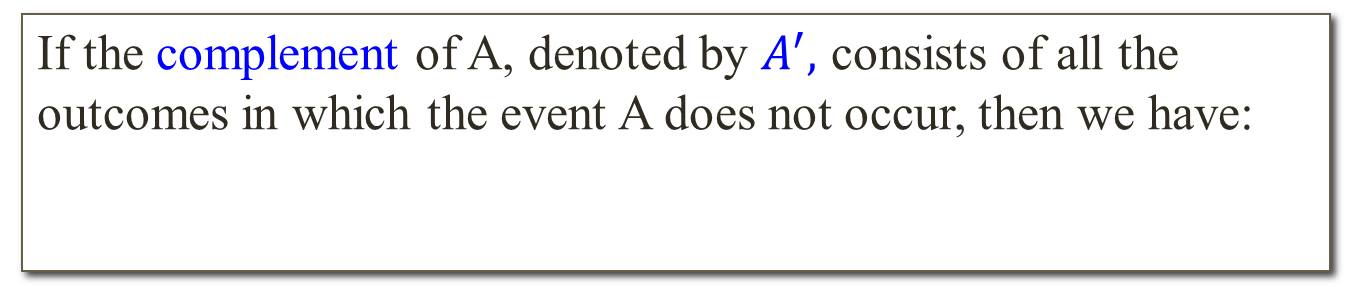 If the complement of A, denoted by A′, consists of all the
outcomes in which the event A does not occur, then we have: